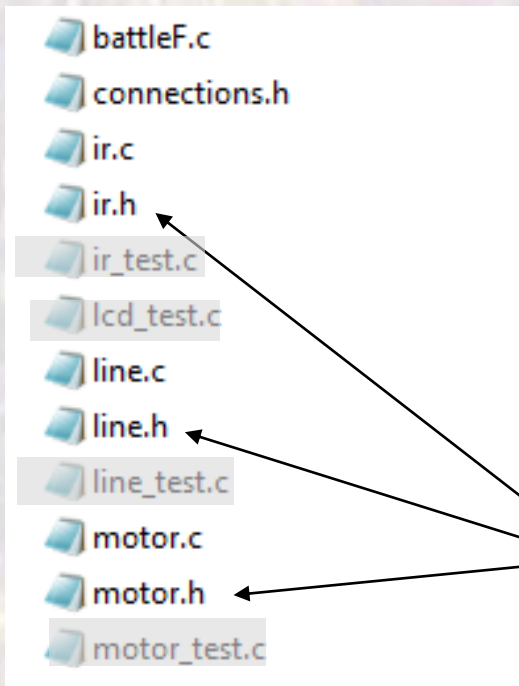 battleF.c
connections.h
ir.c
ir.h
ir_test.c
lcd_test.c
line.c
line.h
line_test.c
motor.c
motor.h
motor_test.c